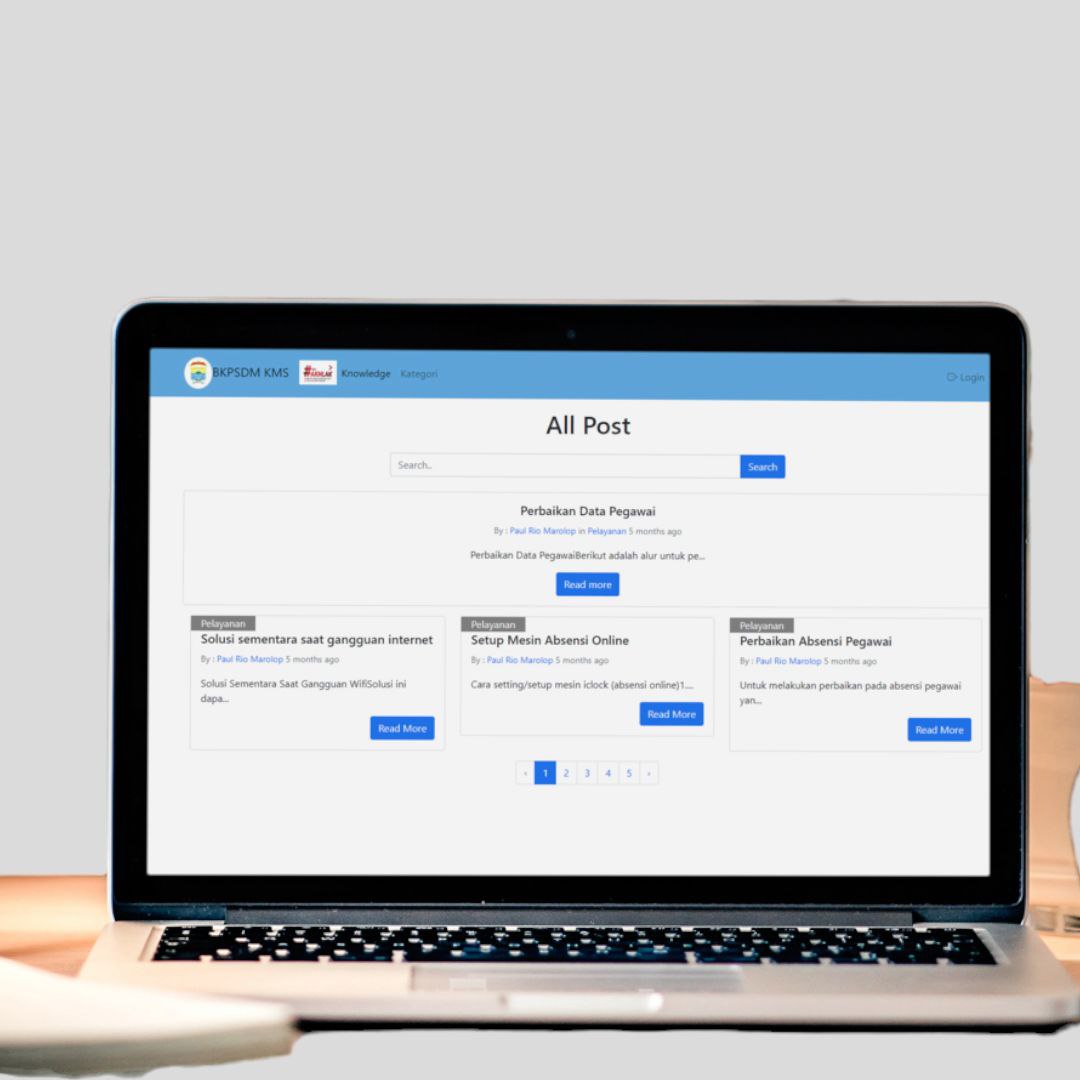 BKPSDM KMS
Knowledge Kategori
Login
All Post
Search..
Search
Perbaikan Data Pegawai
By : Paul Rio Marolop in Pelayanan 5 months ago
Perbaikan Data PegawaiBerikut adalah alur untuk pe...
Read more
Pelayanan
Solusi sementara saat gangguan internet
By : Paul Rio Marolop 5 months ago
Solusi Sementara Saat Gangguan WifiSolusi ini
dapa...
Read More
Pelayanan
Setup Mesin Absensi Online
By : Paul Rio Marolop 5 months ago
Cara setting/setup mesin iclock (absensi online)1....
Read More
Pelayanan
Perbaikan Absensi Pegawai
By : Paul Rio Marolop 5 months ago
Untuk melakukan perbaikan pada absensi pegawai
yan...
Read More
‹ 1 2 3 4 5 ›